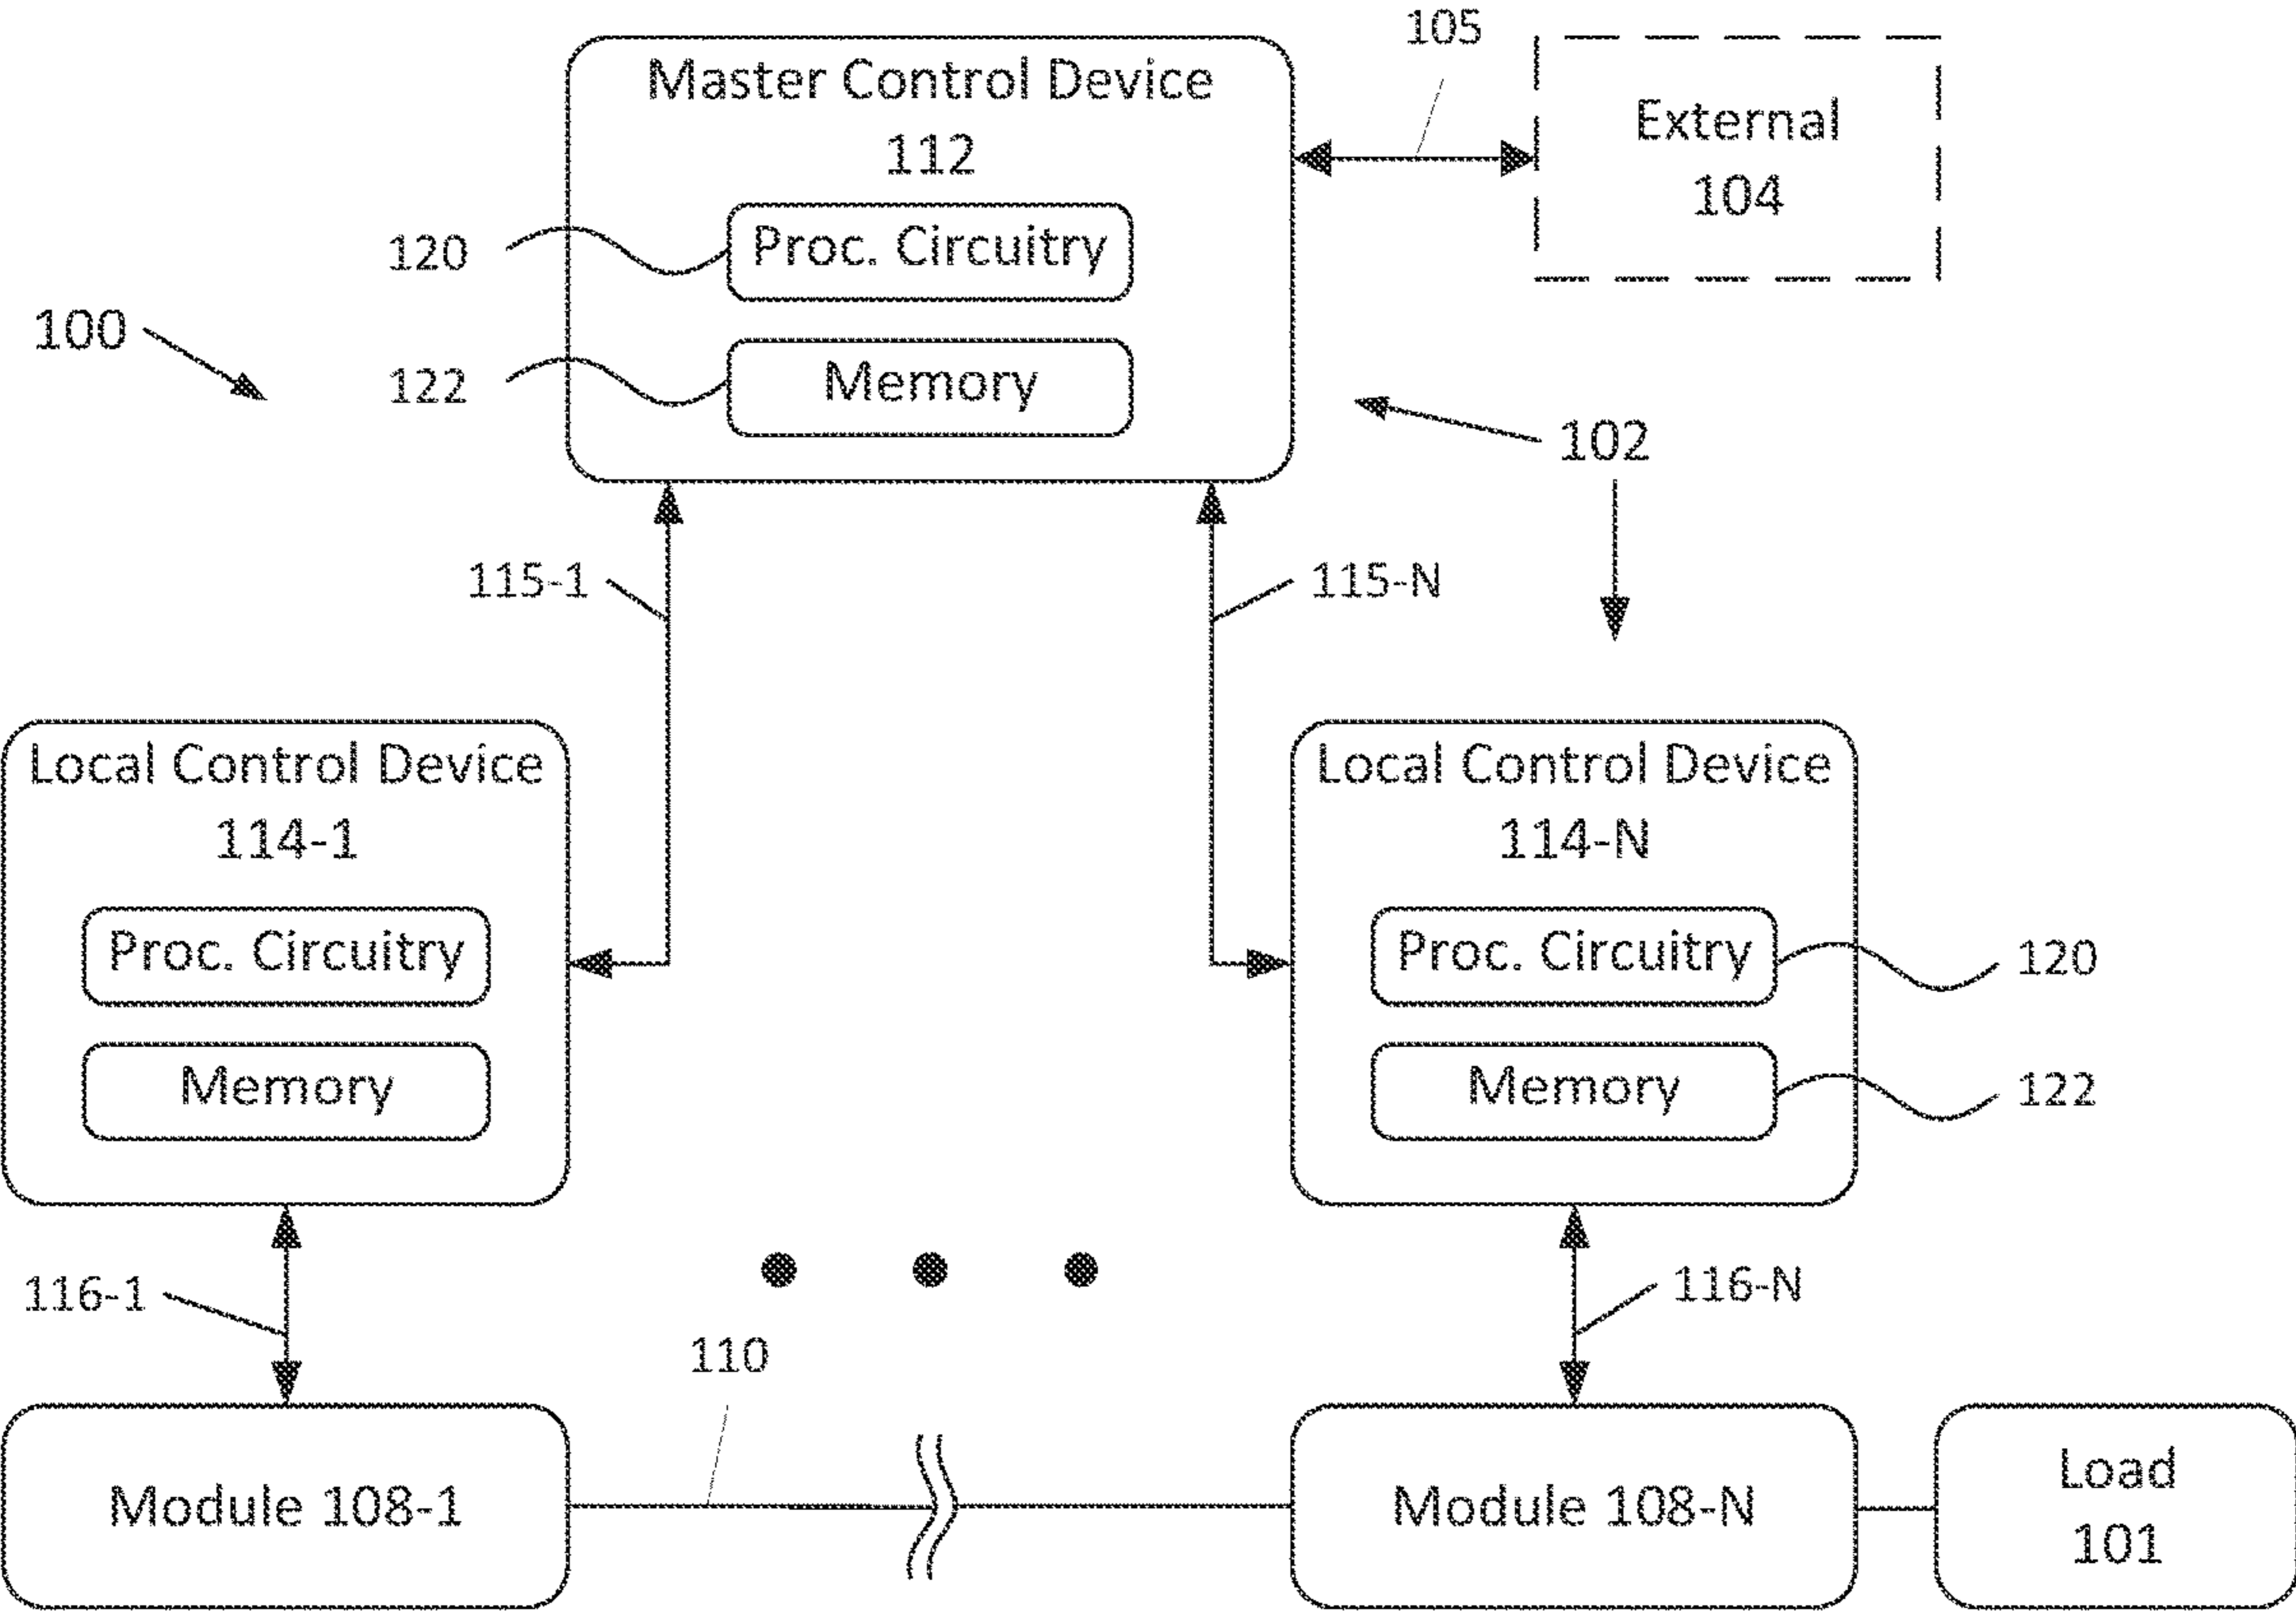 105
Master Control Device
112
External
104
120
Proc. Circuitry
100
122
Memory
102
115-1
115-N
Local Control Device
114-1
Proc. Circuitry
Memory
Local Control Device
114-N
Proc. Circuitry
120
Memory
122
116-1
116-N
110
Module 108-1
Module 108-N
Load
101